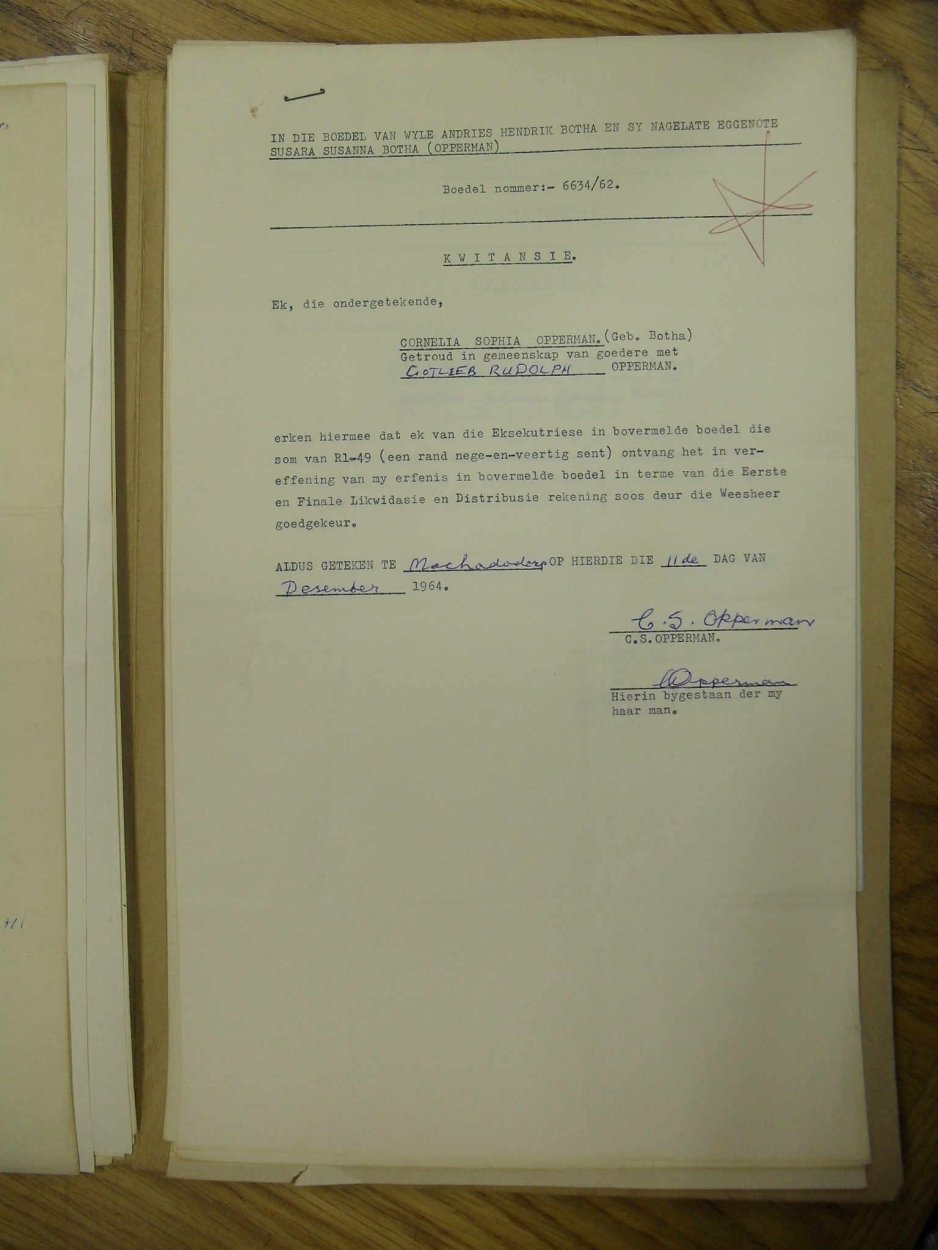 IN DIE BOEDEL VAN WYLE ANDRIES HENDRIK BOTHA EN SY NAGELATE EGGENOTE
SUSARA SUSANNA BOTHA (OPPERMAN)
Boedel nommer:- 6634/62.
K W I T A N S I E.
Ek, die ondergetekende,
CORNELIA SOPHIA OPPERMAN. (Geb. Botha)
Getroud in gemeenskap van goedere met
GOTLIEB RUDOLPH OPPERMAN.
erken hiermee dat ek van die Eksekutriese in bovermelde boedel die
som van R1-49 (een rand nege-en-veertig sent) ontvang het in ver-
effening van my erfenis in bovermelde boedel in terme van die Eerste
en Finale Likwidasie en Distribusie rekening soos deur die Weesheer
goedgekeur.
ALDUS GETEKEN TE Machadodorp OP HIERDIE DIE 11de DAG VAN
Desember 1964.
C.S. Opperman
C.S.OPPERMAN.
Opperman
Hierin bygestaan der my
haar man.